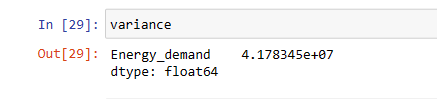 In [29]: variance
Out[29]: Energy_demand    4.178345e+07
dtype: float64